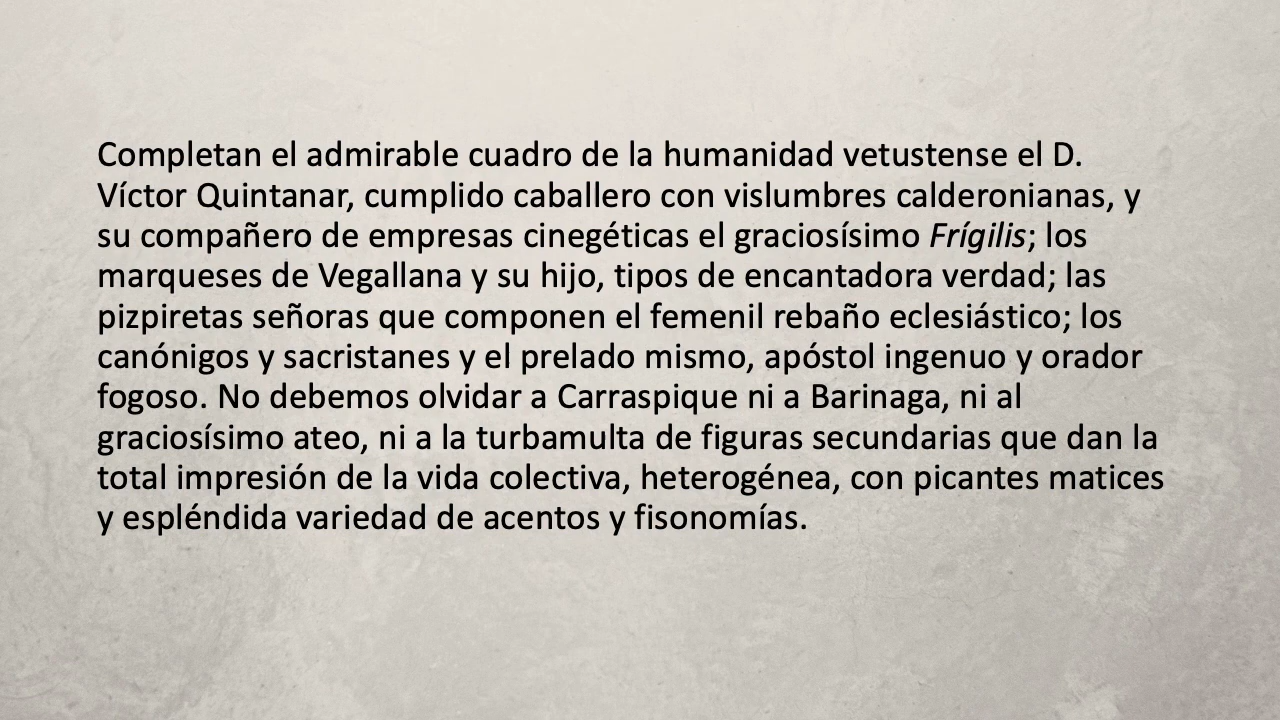 Completan el admirable cuadro de la humanidad vetustense el D.
Víctor Quintanar, cumplido caballero con vislumbres calderonianas, y
su compañero de empresas cinegéticas el graciosísimo Frígilis; los
marqueses de Vegallana y su hijo, tipos de encantadora verdad; las
pizpiretas señoras que componen el femenil rebaño eclesiástico; los
canónigos y sacristanes y el prelado mismo, apóstol ingenuo y orador
fogoso. No debemos olvidar a Carraspique ni a Barinaga, ni al
graciosísimo ateo, ni a la turbamulta de figuras secundarias que dan la
total impresión de la vida colectiva, heterogénea, con picantes matices
y espléndida variedad de acentos y fisonomías.